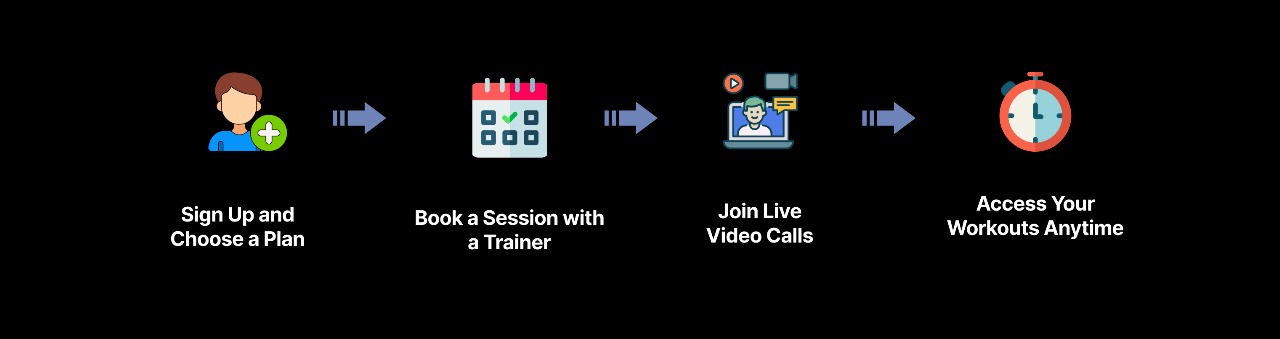 Sign Up and
Choose a Plan
Book a Session with
a Trainer
Join Live
Video Calls
Access Your
Workouts Anytime